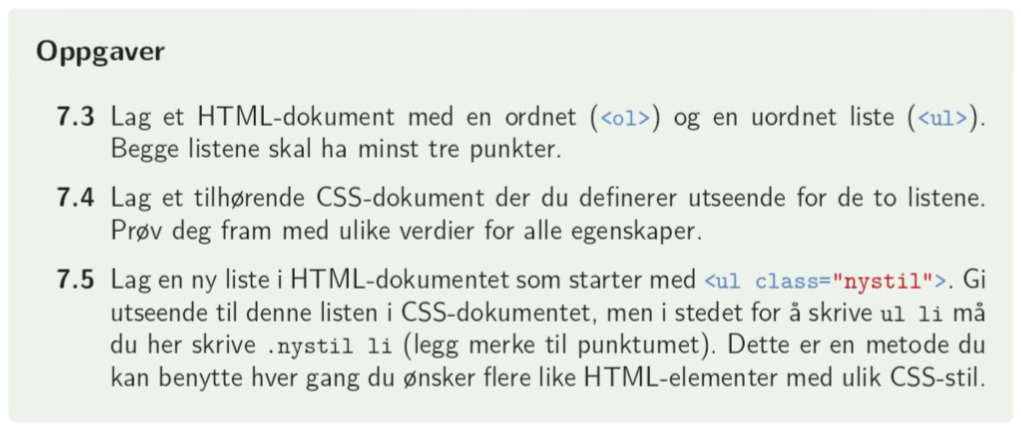 Oppgaver
7.3 Lag et HTML-dokument med en ordnet (<ol>) og en uordnet liste (<ul>).
Begge listene skal ha minst tre punkter.
7.4 Lag et tilhørende CSS-dokument der du definerer utseende for de to listene.
Prøv deg fram med ulike verdier for alle egenskaper.
7.5 Lag en ny liste i HTML-dokumentet som starter med <ul class="nystil">. Gi
utseende til denne listen i CSS-dokumentet, men i stedet for å skrive ul li må
du her skrive .nystil li (legg merke til punktumet). Dette er en metode du
kan benytte hver gang du ønsker flere like HTML-elementer med ulik CSS-stil.